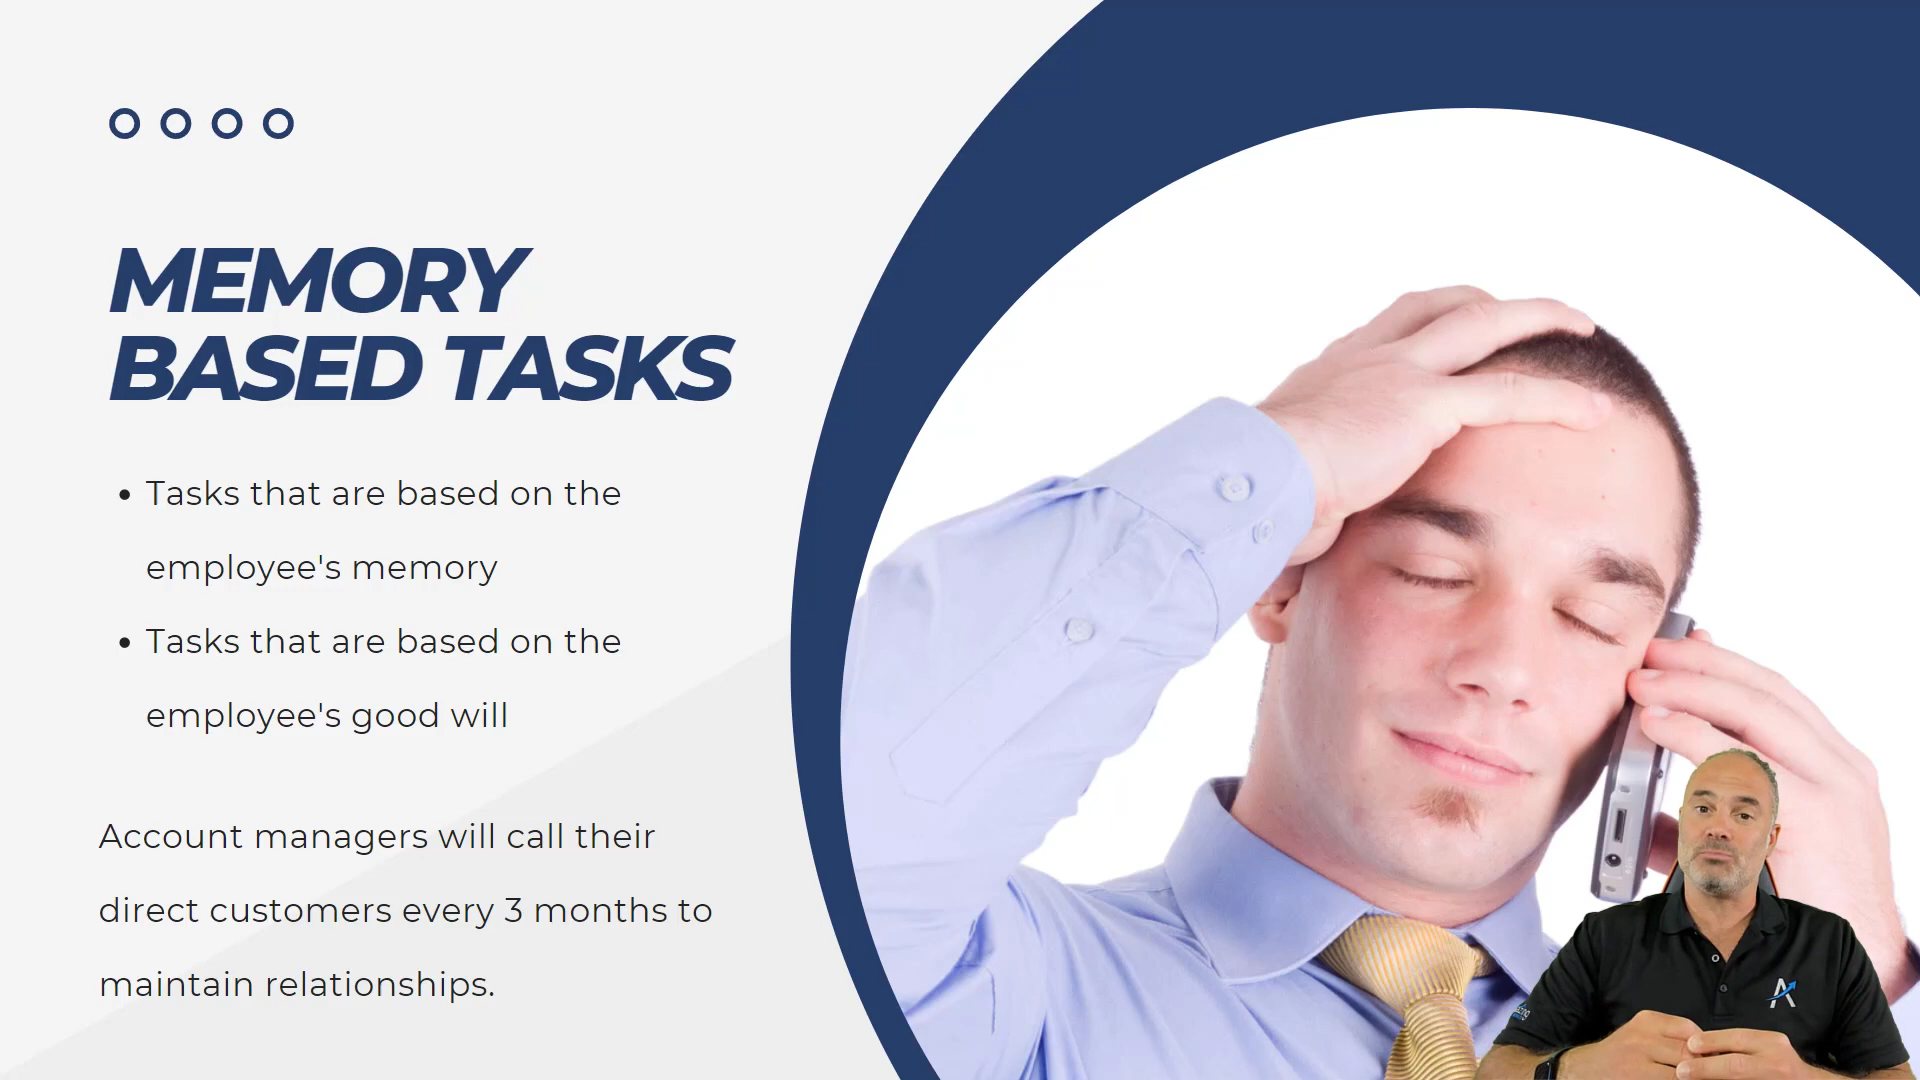 MEMORY
BASED TASKS
• Tasks that are based on the
employee's memory
• Tasks that are based on the
employee's good will
Account managers will call their
direct customers every 3 months to
maintain relationships.